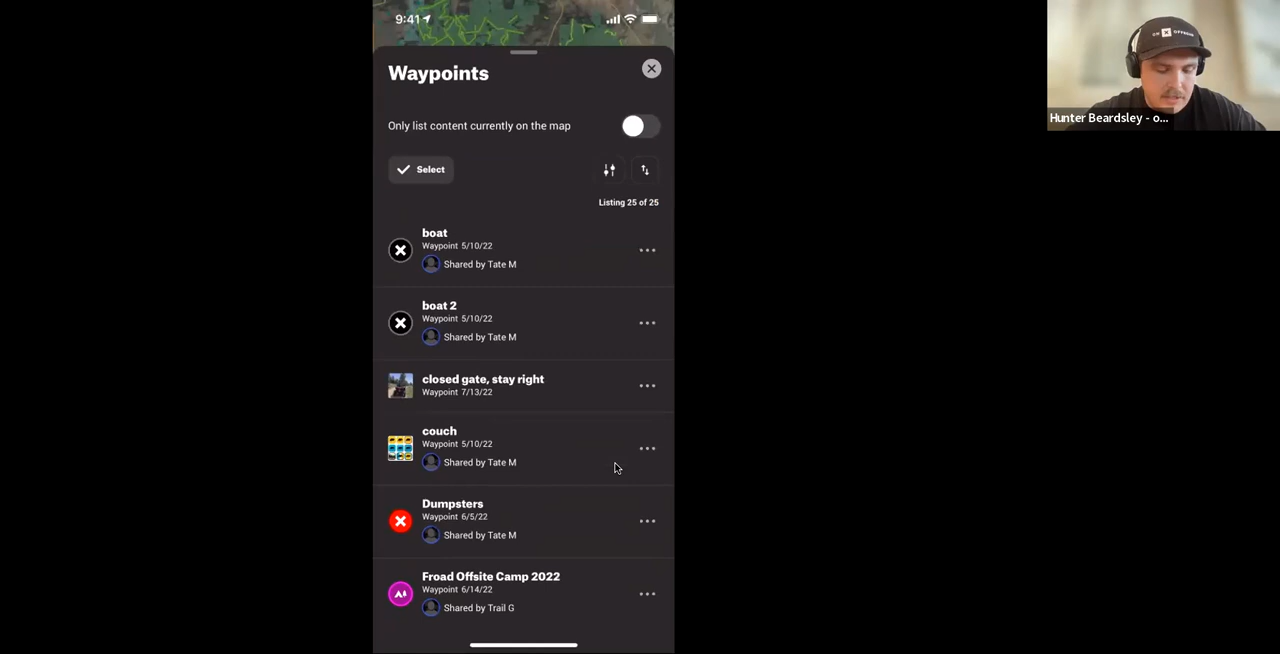 9:41
Waypoints
Only list content currently on the map
Select
Listing 25 of 25
boat
Waypoint 5/10/22
Shared by Tate M
boat 2
Waypoint 5/10/22
Shared by Tate M
closed gate, stay right
Waypoint 7/13/22
couch
Waypoint 5/10/22
Shared by Tate M
Dumpsters
Waypoint 6/5/22
Shared by Tate M
Froad Offsite Camp 2022
Waypoint 6/14/22
Shared by Trail G
ON X OFFROAD
Hunter Beardsley - o...